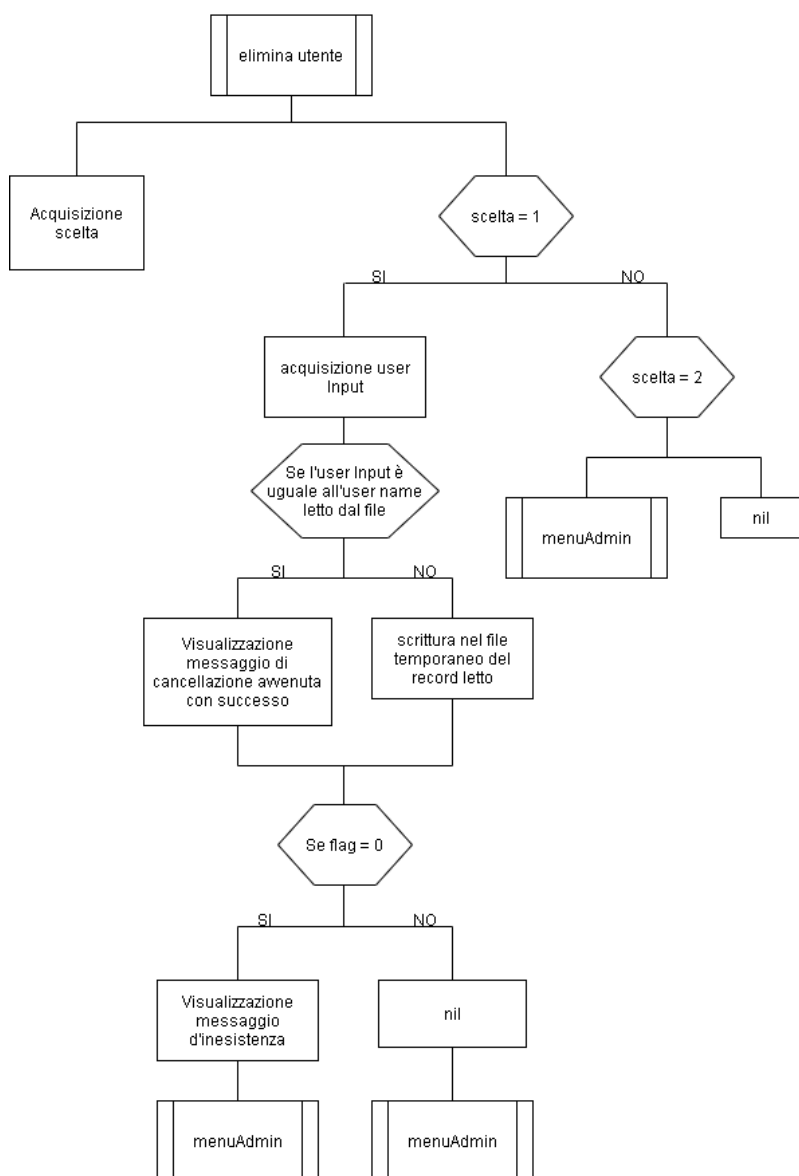 elimina utente
Acquisizione
scelta
scelta = 1
SI
NO
acquisizione user
Input
scelta = 2
Se l'user Input è
uguale all'user name
letto dal file
menuAdmin
nil
SI
NO
Visualizzazione
messaggio di
cancellazione avvenuta
con successo
scrittura nel file
temporaneo del
record letto
Se flag = 0
SI
NO
Visualizzazione
messaggio
d'inesistenza
nil
menuAdmin
menuAdmin